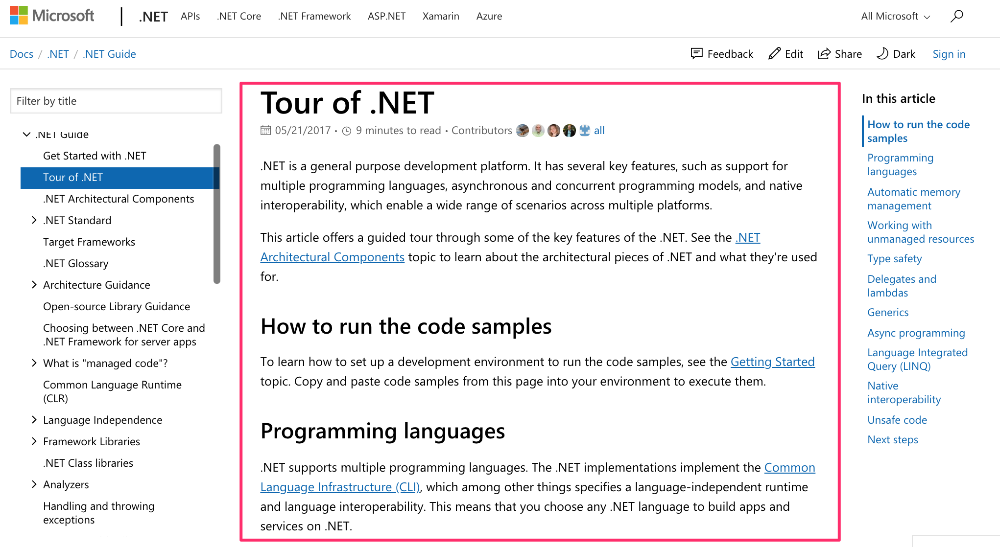 Microsoft
.NET
APIs
.NET Core
.NET Framework
ASP.NET
Xamarin
Azure
All Microsoft
Docs / .NET / .NET Guide
Feedback
Edit
Share
Dark
Sign in
Filter by title
.NET Guide
Get Started with .NET
Tour of .NET
.NET Architectural Components
.NET Standard
Target Frameworks
.NET Glossary
Architecture Guidance
Open-source Library Guidance
Choosing between .NET Core and
.NET Framework for server apps
What is "managed code"?
Common Language Runtime
(CLR)
Language Independence
Framework Libraries
.NET Class libraries
Analyzers
Handling and throwing
exceptions
Tour of .NET
05/21/2017 • 9 minutes to read • Contributors all
.NET is a general purpose development platform. It has several key features, such as support for
multiple programming languages, asynchronous and concurrent programming models, and native
interoperability, which enable a wide range of scenarios across multiple platforms.
This article offers a guided tour through some of the key features of the .NET. See the .NET
Architectural Components topic to learn about the architectural pieces of .NET and what they're used
for.
How to run the code samples
To learn how to set up a development environment to run the code samples, see the Getting Started
topic. Copy and paste code samples from this page into your environment to execute them.
Programming languages
.NET supports multiple programming languages. The .NET implementations implement the Common
Language Infrastructure (CLI), which among other things specifies a language-independent runtime
and language interoperability. This means that you choose any .NET language to build apps and
services on .NET.
In this article
How to run the code
samples
Programming
languages
Automatic memory
management
Working with
unmanaged resources
Type safety
Delegates and
lambdas
Generics
Async programming
Language Integrated
Query (LINQ)
Native
interoperability
Unsafe code
Next steps